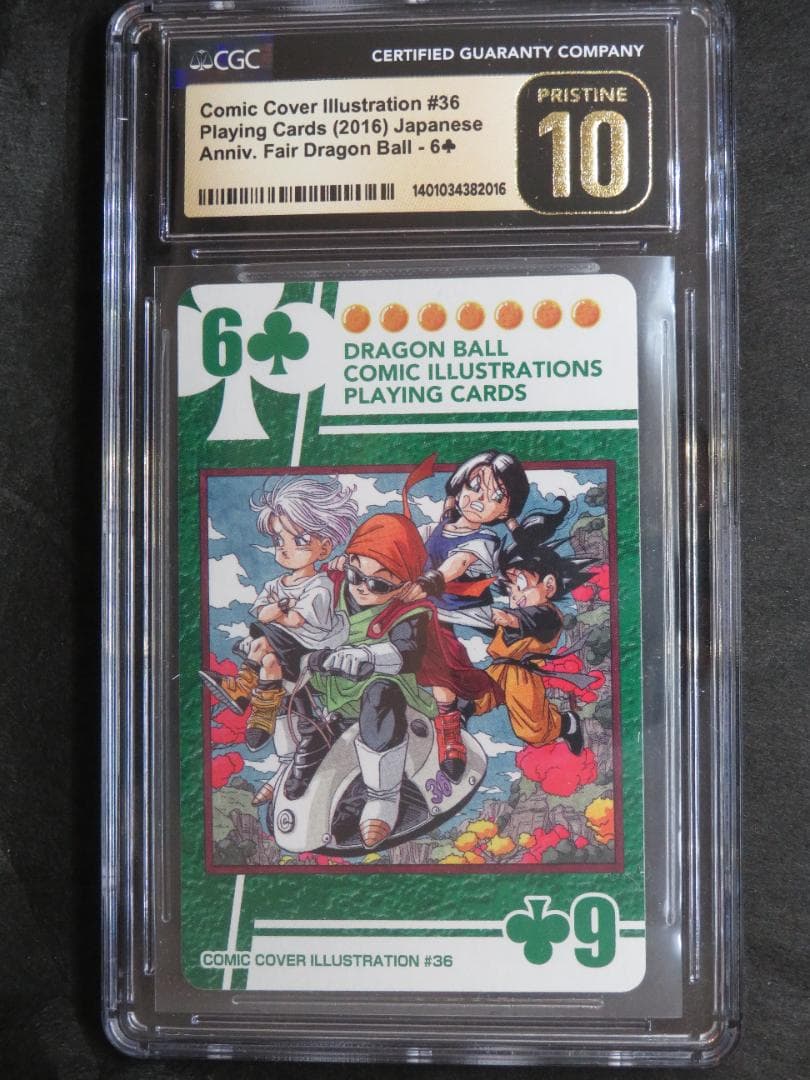 CGC
CERTIFIED GUARANTY COMPANY
Comic Cover Illustration #36
Playing Cards (2016) Japanese
Anniv. Fair Dragon Ball - 6♣
1401034382016
PRISTINE
10
6♣
DRAGON BALL
COMIC ILLUSTRATIONS
PLAYING CARDS
36
C
COMIC COVER ILLUSTRATION #36
♣6